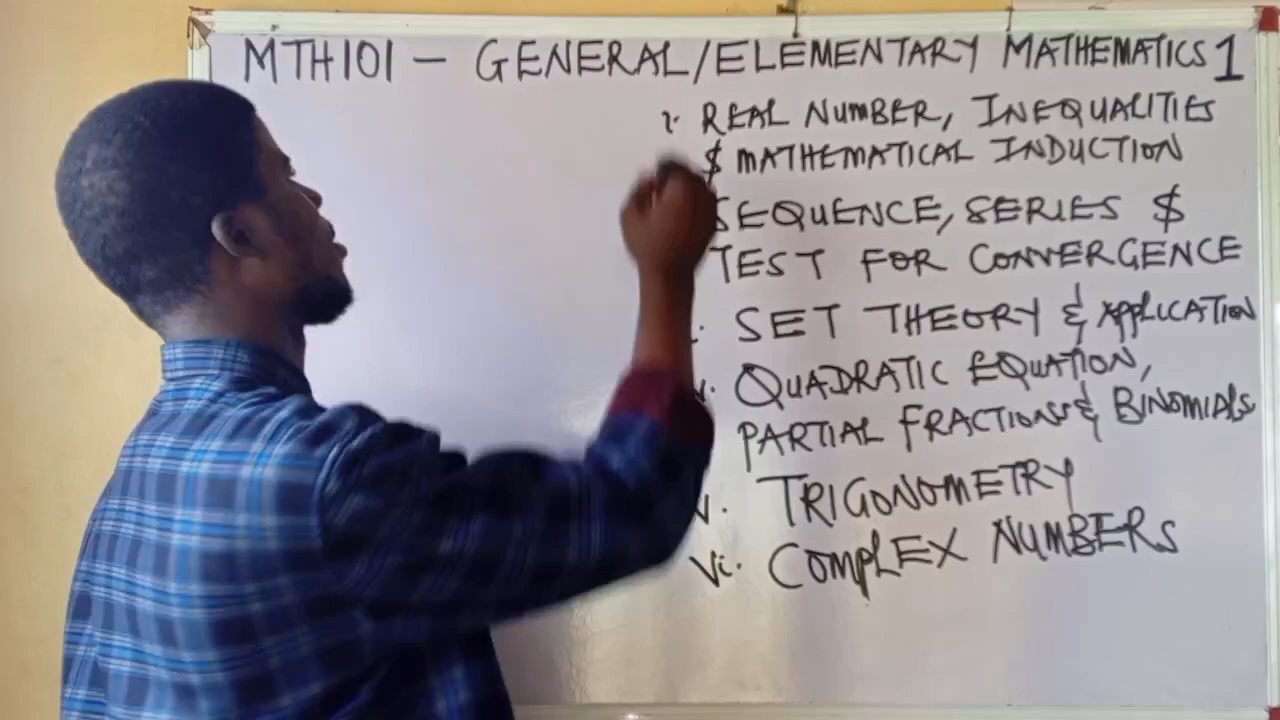 MTH101 – GENERAL/ELEMENTARY MATHEMATICS 1
i. REAL NUMBER, INEQUALITIES
$ MATHEMATICAL INDUCTION
SEQUENCE, SERIES $
TEST FOR CONVERGENCE
. SET THEORY & APPLICATION
v. QUADRATIC EQUATION,
PARTIAL FRACTIONS & BINOMIALS
v. TRIGONOMETRY
Vi. COMPLEX NUMBERS